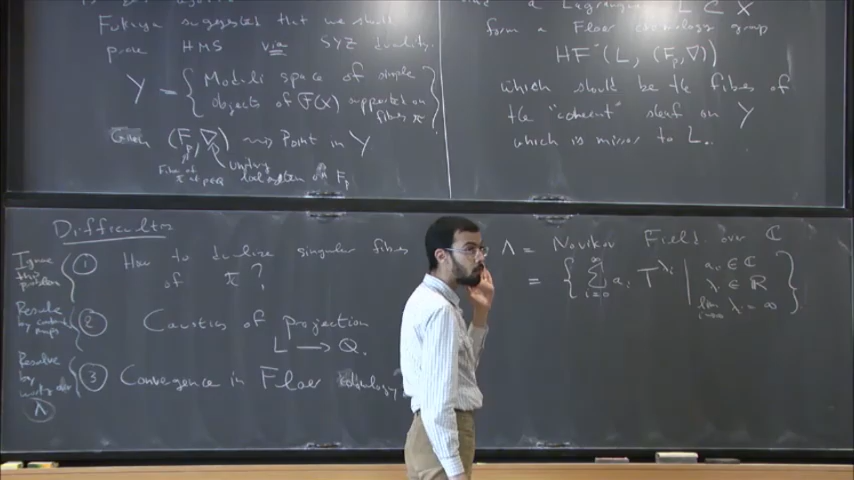 Fukaya suggested that we should
prove HMS via SYZ duality.
Y = { Moduli space of simple
objects of F(X) supported on
fibres π }
Given (F_p, ∇) ⇝ Point in Y
Fibre of π at p∈Q
unitary local system on F_p
a Lagrangian L ⊂ X
form a Floer cohomology group
HF*(L, (F_p, ∇))
which should be the fibres of
the "coherent" sheaf on Y
which is mirror to L.
Difficulties
Ignore this problem { ① How to dualize singular fibres
of π?
Resolve by contact maps { ② Caustics of projection
L → Q.
Resolve by working over Λ { ③ Convergence in Floer
Λ = Novikov Field over ℂ
= { ∑_{i=0}^∞ a_i T^{λ_i} | a_i ∈ ℂ
λ_i ∈ ℝ
lim_{i→∞} λ_i = ∞ }